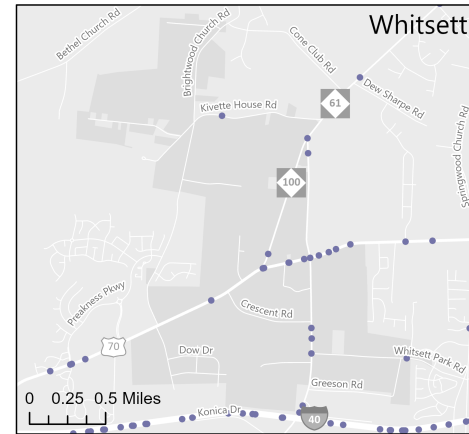 Whitsett
Bethel Church Rd
Brightwood Church Rd
Cone Club Rd
Dew Sharpe Rd
Kivette House Rd
61
Springwood Church Rd
100
Preakness Pkwy
Crescent Rd
70
Dow Dr
Whitsett Park Rd
Greeson Rd
0 0.25 0.5 Miles
Konica Dr
40